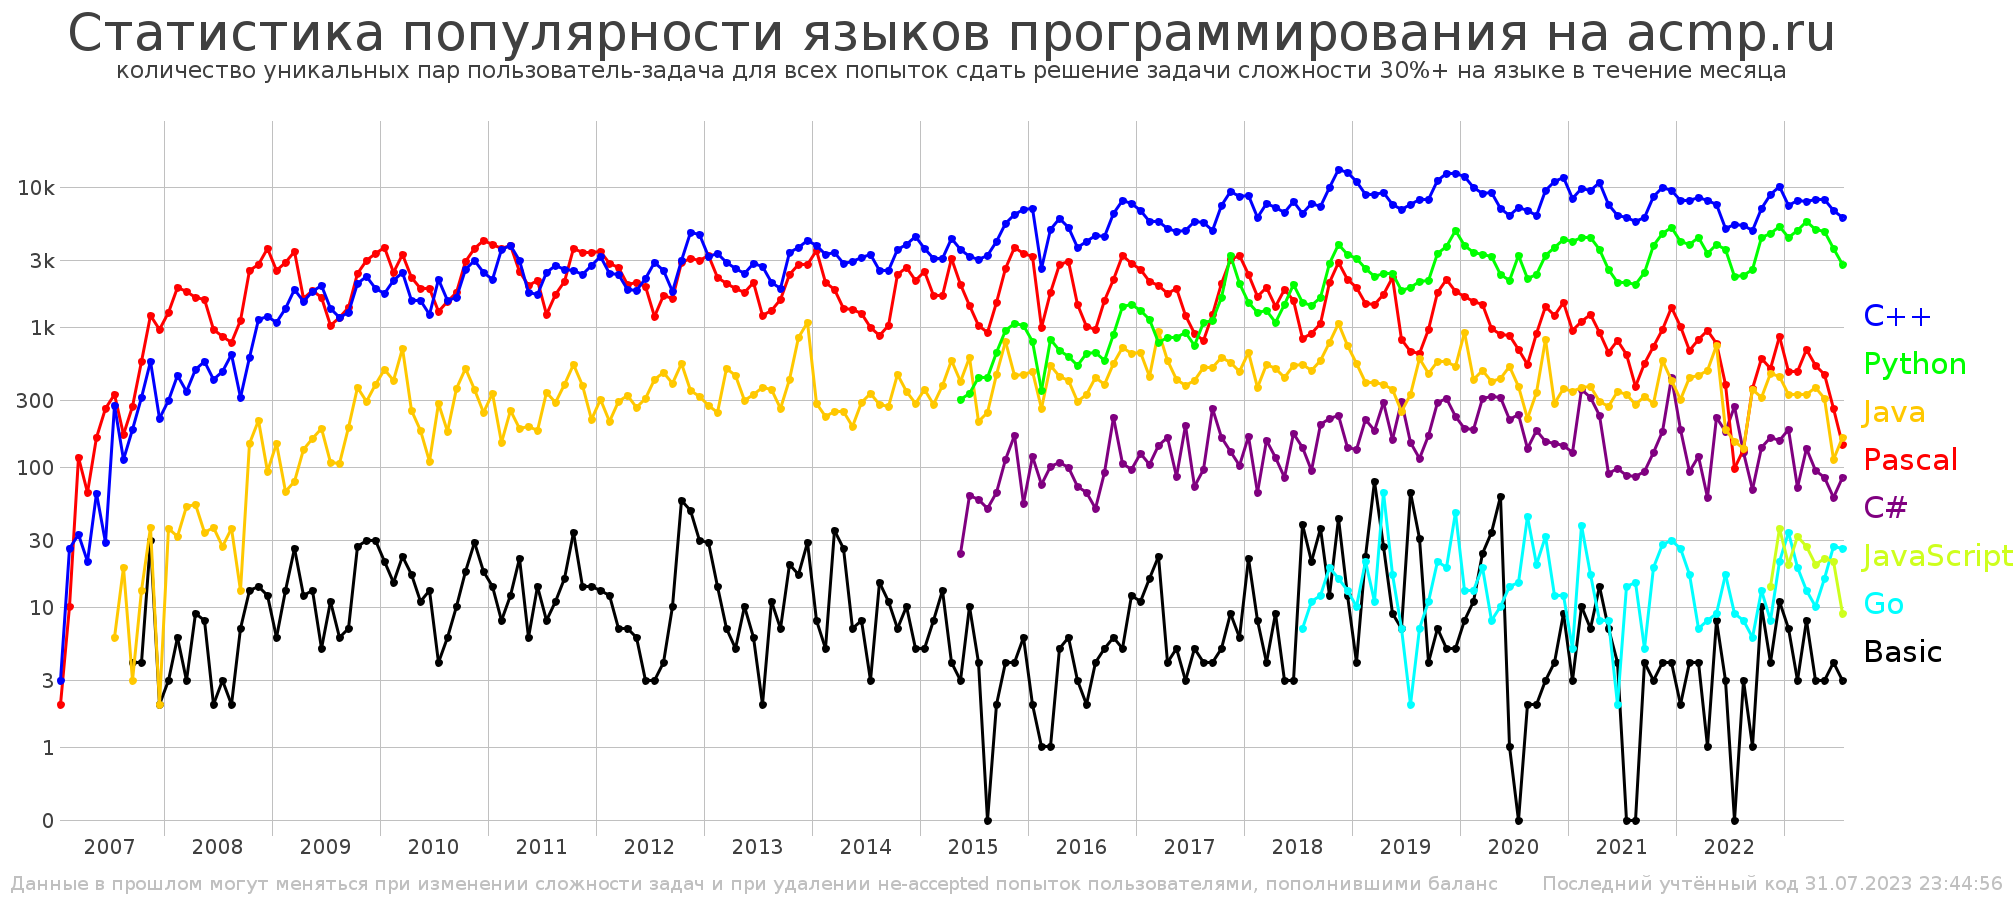 Статистика популярности языков программирования на acmp.ru
количество уникальных пар пользователь-задача для всех попыток сдать решение задачи сложности 30%+ на языке в течение месяца
10k
3k
1k
300
100
30
10
3
1
0
C++
Python
Java
Pascal
C#
JavaScript
Go
Basic
2007 2008 2009 2010 2011 2012 2013 2014 2015 2016 2017 2018 2019 2020 2021 2022
Данные в прошлом могут меняться при изменении сложности задач и при удалении не-accepted попыток пользователями, пополнившими баланс Последний учтённый код 31.07.2023 23:44:56